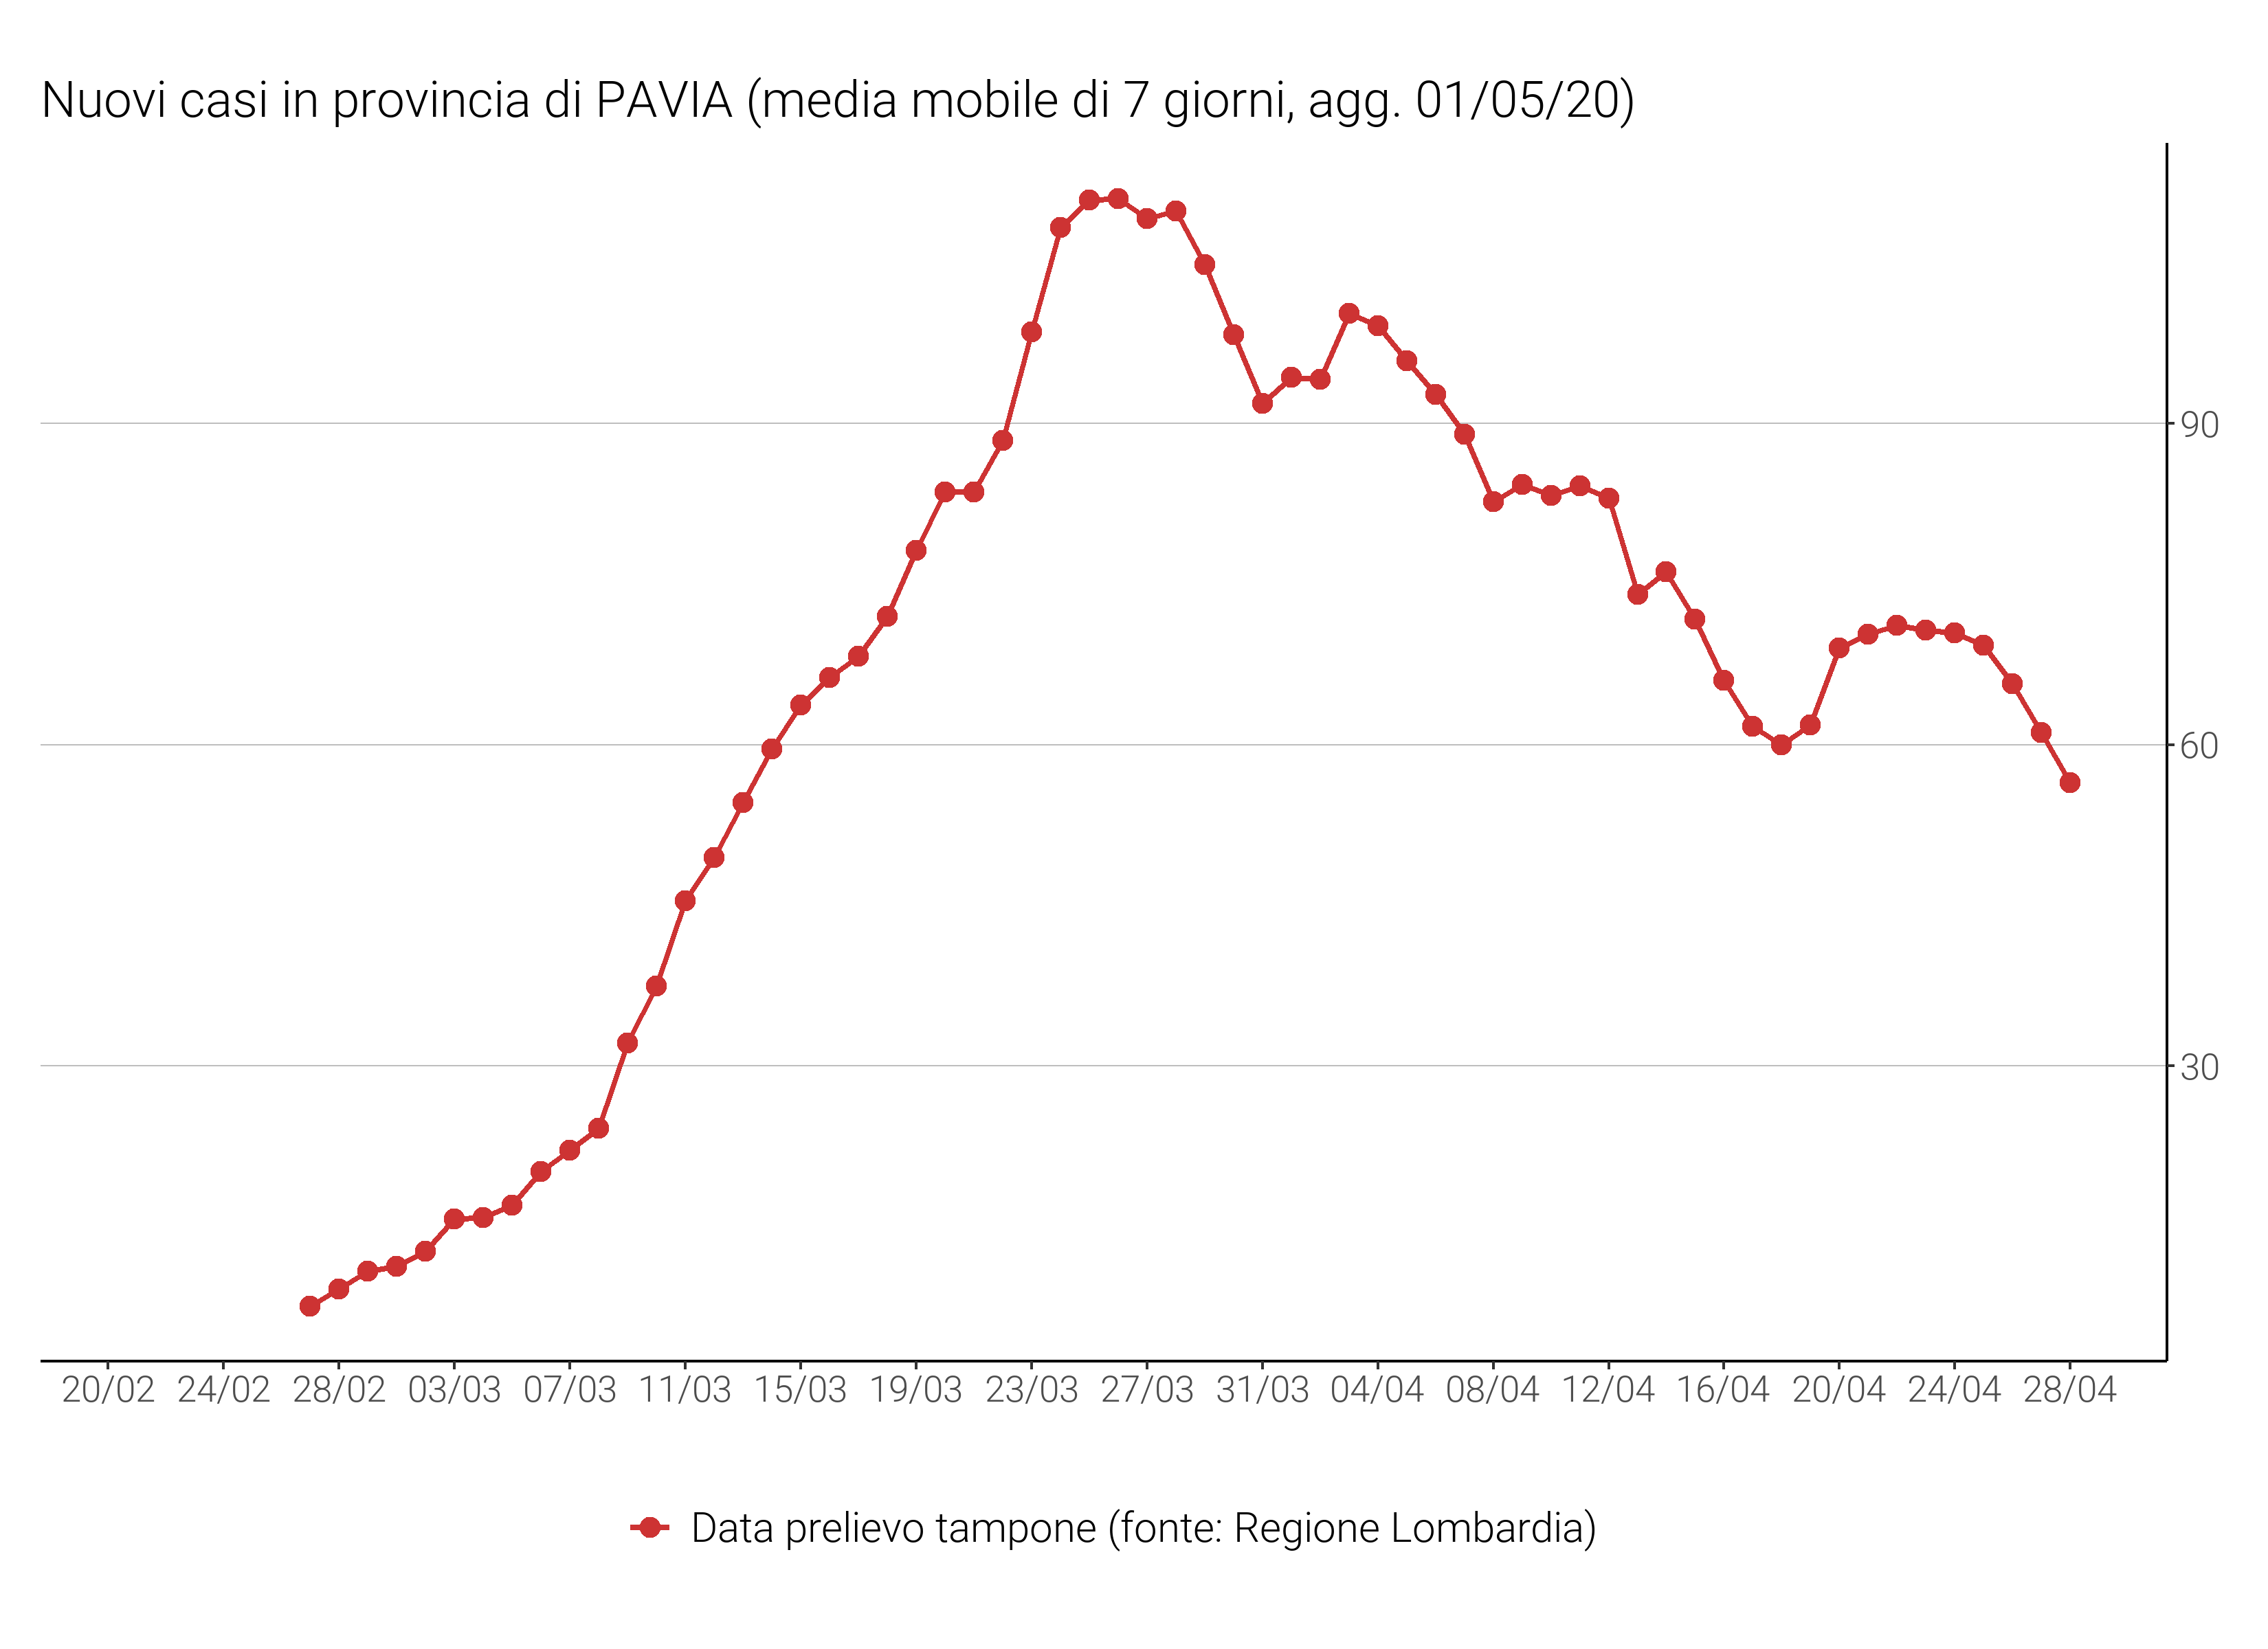 Nuovi casi in provincia di PAVIA (media mobile di 7 giorni, agg. 01/05/20)
90
60
30
20/02 24/02 28/02 03/03 07/03 11/03 15/03 19/03 23/03 27/03 31/03 04/04 08/04 12/04 16/04 20/04 24/04 28/04
Data prelievo tampone (fonte: Regione Lombardia)